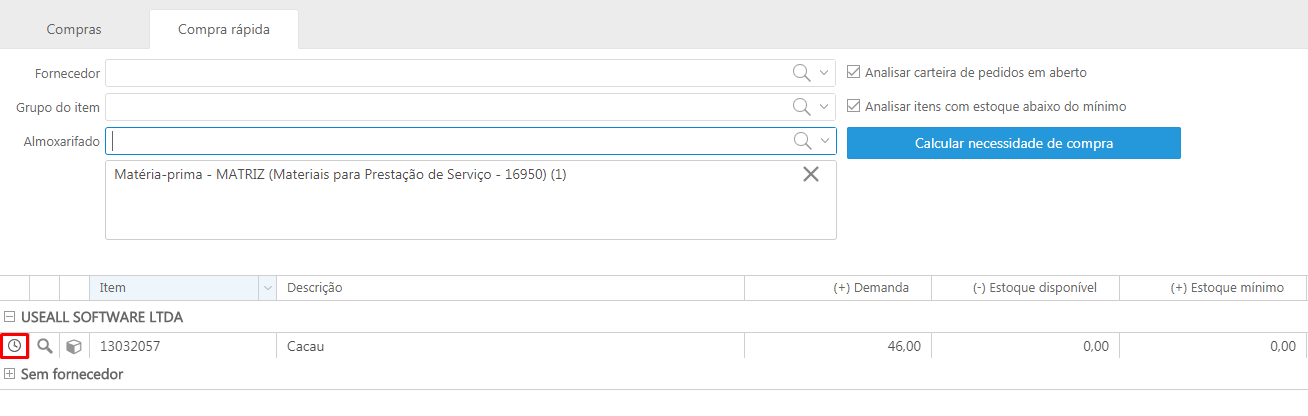 Compras Compra rápida
Fornecedor Analisar carteira de pedidos em aberto
Grupo do item Analisar itens com estoque abaixo do mínimo
Almoxarifado Calcular necessidade de compra
Matéria-prima - MATRIZ (Materiais para Prestação de Serviço - 16950) (1)
Item Descrição (+) Demanda (-) Estoque disponível (+) Estoque mínimo
USEALL SOFTWARE LTDA
13032057 Cacau 46,00 0,00 0,00
Sem fornecedor